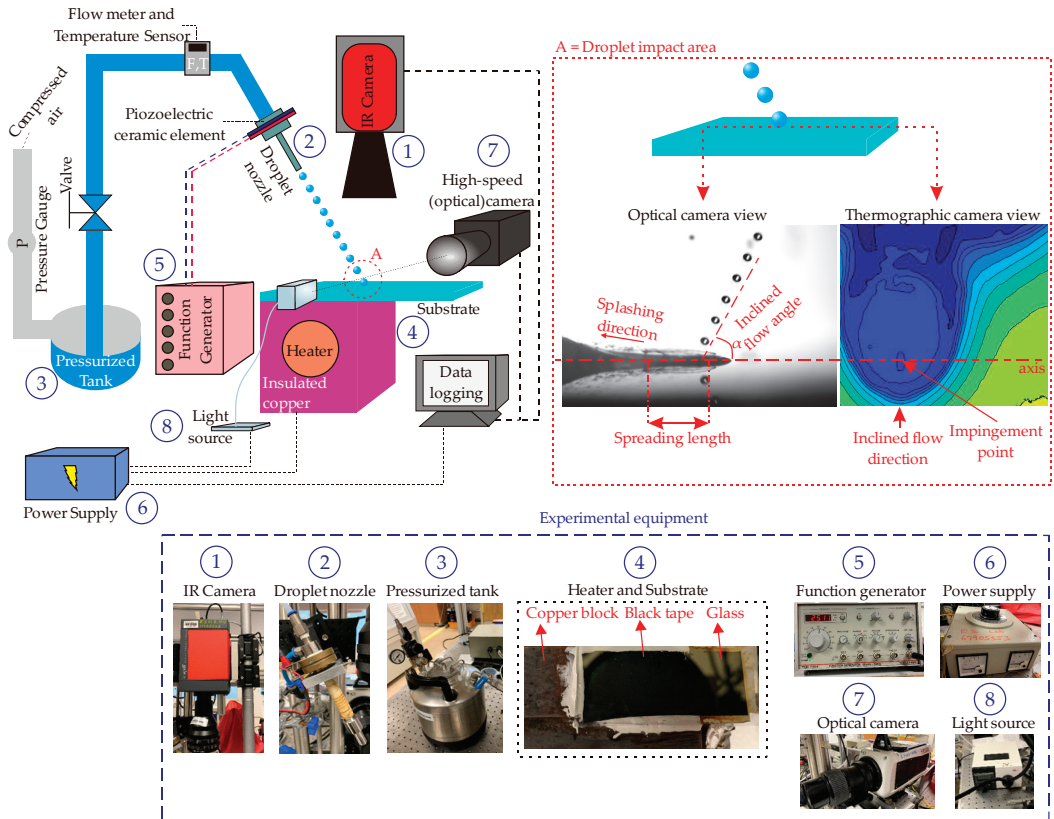 Flow meter and
Temperature Sensor
F,T
Compressed
air
Piozoelectric
ceramic element
2
Droplet
nozzle
IR Camera
1
7
High-speed
(optical)camera
Valve
Pressure Gauge
P
5
Function
Generator
A
Substrate
4
Heater
Insulated
copper
3
Pressurized
Tank
Data
logging
8
Light
source
6
Power Supply
A = Droplet impact area
Optical camera view
Thermographic camera view
Splashing
direction
Inclined
flow angle
α
axis
Spreading length
Inclined flow
direction
Impingement
point
Experimental equipment
1
IR Camera
2
Droplet nozzle
3
Pressurized tank
4
Heater and Substrate
Copper block
Black tape
Glass
5
Function generator
6
Power supply
7
Optical camera
8
Light source